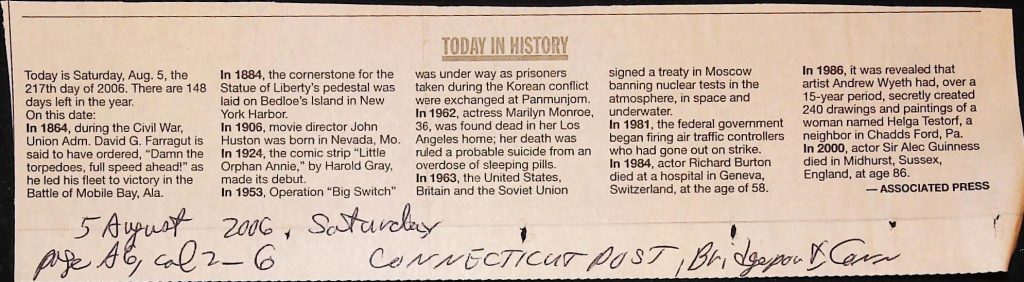 TODAY IN HISTORY
Today is Saturday, Aug. 5, the
217th day of 2006. There are 148
days left in the year.
On this date:
In 1864, during the Civil War,
Union Adm. David G. Farragut is
said to have ordered, "Damn the
torpedoes, full speed ahead!" as
he led his fleet to victory in the
Battle of Mobile Bay, Ala.
In 1884, the cornerstone for the
Statue of Liberty's pedestal was
laid on Bedloe's Island in New
York Harbor.
In 1906, movie director John
Huston was born in Nevada, Mo.
In 1924, the comic strip "Little
Orphan Annie," by Harold Gray,
made its debut.
In 1953, Operation "Big Switch"
was under way as prisoners
taken during the Korean conflict
were exchanged at Panmunjom.
In 1962, actress Marilyn Monroe,
36, was found dead in her Los
Angeles home; her death was
ruled a probable suicide from an
overdose of sleeping pills.
In 1963, the United States,
Britain and the Soviet Union
signed a treaty in Moscow
banning nuclear tests in the
atmosphere, in space and
underwater.
In 1981, the federal government
began firing air traffic controllers
who had gone out on strike.
In 1984, actor Richard Burton
died at a hospital in Geneva,
Switzerland, at the age of 58.
In 1986, it was revealed that
artist Andrew Wyeth had, over a
15-year period, secretly created
240 drawings and paintings of a
woman named Helga Testorf, a
neighbor in Chadds Ford, Pa.
In 2000, actor Sir Alec Guinness
died in Midhurst, Sussex,
England, at age 86.
— ASSOCIATED PRESS
5 August 2006, Saturday
page A6, col 2-6 CONNECTICUT POST, Bridgeport, Conn